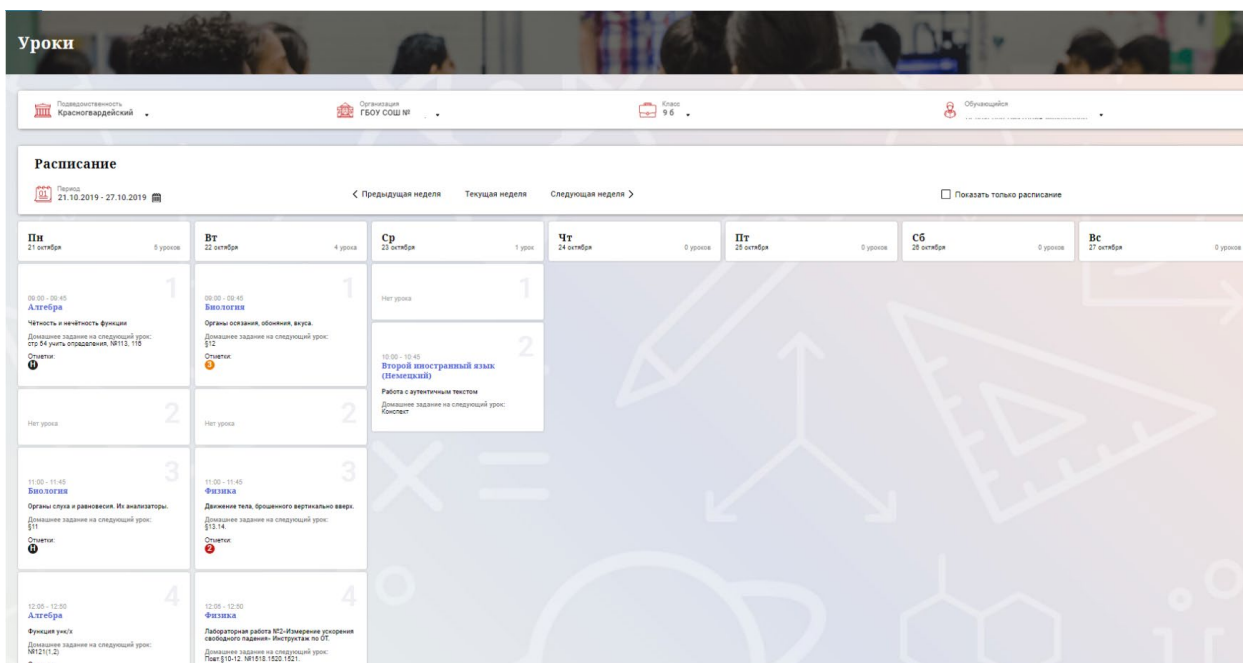 Уроки
Подведомственность
Красногвардейский
Организация
ГБОУ СОШ №
Класс
9 б
Обучающийся
Расписание
Период
21.10.2019 - 27.10.2019
Предыдущая неделя
Текущая неделя
Следующая неделя
Показать только расписание
Пн
21 октября
5 уроков
Вт
22 октября
4 урока
Ср
23 октября
1 урок
Чт
24 октября
0 уроков
Пт
25 октября
0 уроков
Сб
26 октября
0 уроков
Вс
27 октября
0 уроков
1
09:00 - 09:45
Алгебра
Чётность и нечётность функции
Домашнее задание на следующий урок:
стр 54 учить определения, №113, 116
Отметки:
Н
2
Нет урока
3
11:00 - 11:45
Биология
Органы слуха и равновесия. Их анализаторы.
Домашнее задание на следующий урок:
§11
Отметки:
Н
4
12:05 - 12:50
Алгебра
Функция y=к/х
Домашнее задание на следующий урок:
№121(1,2)
1
09:00 - 09:45
Биология
Органы осязания, обоняния, вкуса.
Домашнее задание на следующий урок:
§12
Отметки:
3
2
Нет урока
3
11:00 - 11:45
Физика
Движение тела, брошенного вертикально вверх.
Домашнее задание на следующий урок:
§13.14.
Отметки:
2
4
12:05 - 12:50
Физика
Лабораторная работа №2«Измерение ускорения
свободного падения» Инструктаж по ОТ.
Домашнее задание на следующий урок:
Повт.§10-12. №1518.1520.1521.
1
Нет урока
2
10:00 - 10:45
Второй иностранный язык
(Немецкий)
Работа с аутентичным текстом
Домашнее задание на следующий урок:
Конспект